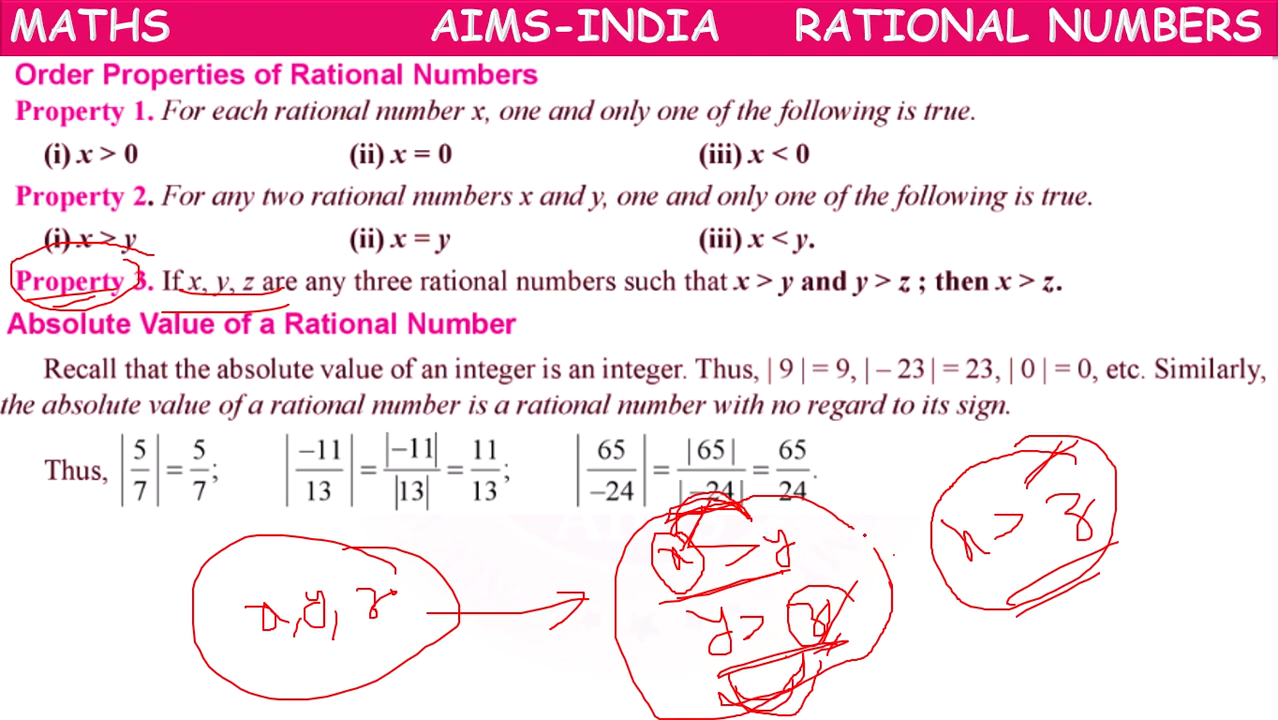 MATHS AIMS-INDIA RATIONAL NUMBERS
Order Properties of Rational Numbers
Property 1. For each rational number x, one and only one of the following is true.
(i) x > 0 (ii) x = 0 (iii) x < 0
Property 2. For any two rational numbers x and y, one and only one of the following is true.
(i) x > y (ii) x = y (iii) x < y.
Property 3. If x, y, z are any three rational numbers such that x > y and y > z ; then x > z.
Absolute Value of a Rational Number
Recall that the absolute value of an integer is an integer. Thus, | 9 | = 9, | – 23 | = 23, | 0 | = 0, etc. Similarly,
the absolute value of a rational number is a rational number with no regard to its sign.
Thus, |5/7| = 5/7; |−11/13| = |−11|/|13| = 11/13; |65/−24| = |65|/|−24| = 65/24.
x > z
x > y
x, y, z
y > z